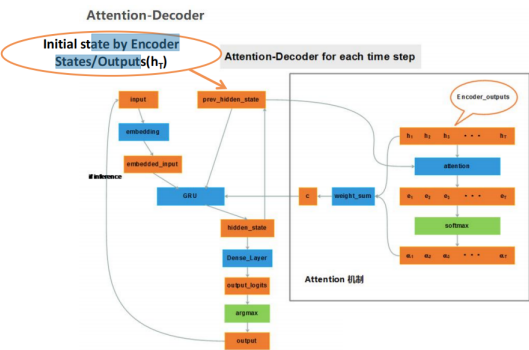 Attention-Decoder
Initial state by Encoder
States/Outputs(hT)
Attention-Decoder for each time step
Encoder_outputs
input
prev_hidden_state
h₁ h₂ h₃ • • • hT
embedding
attention
embedded_input
if inference
GRU
c
weight_sum
e₁ e₂ e₃ • • • eT
hidden_state
softmax
Dense_Layer
α₁ α₂ α₃ • • • αT
output_logits
Attention 机制
argmax
output